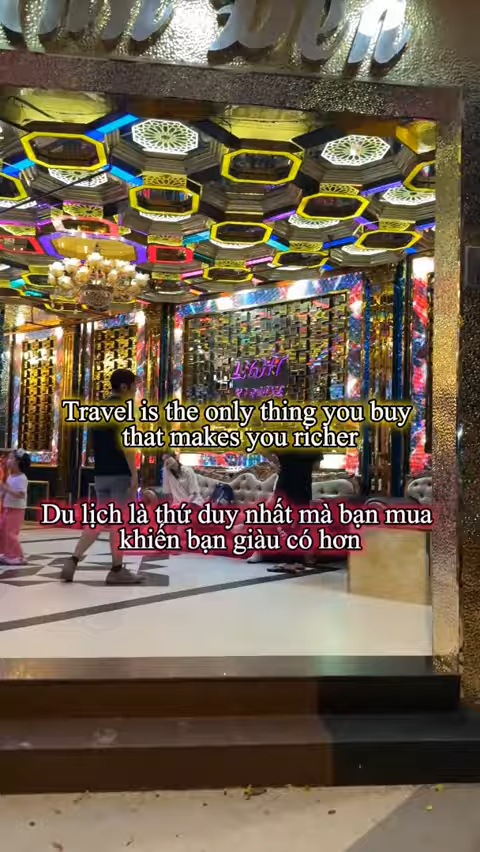 Travel is the only thing you buy
that makes you richer
Du lịch là thứ duy nhất mà bạn mua
khiến bạn giàu có hơn